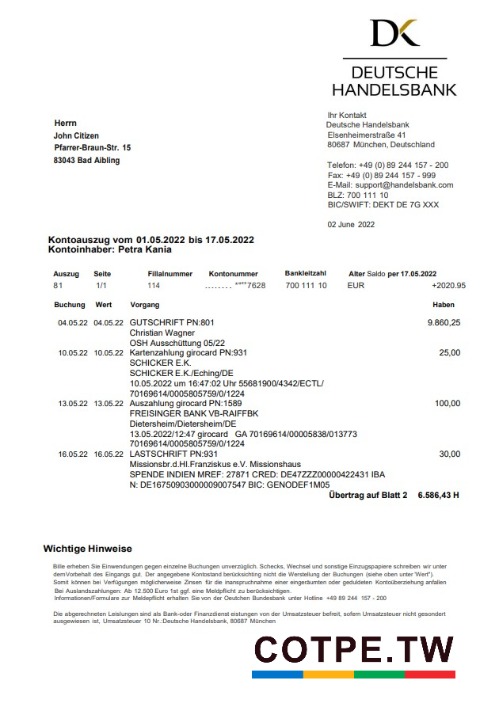 DK
DEUTSCHE
HANDELSBANK
Ihr Kontakt
Deutsche Handelsbank
Elsenheimerstraße 41
80687 München, Deutschland
Herrn
John Citizen
Pfarrer-Braun-Str. 15
83043 Bad Aibling
Telefon: +49 (0) 89 244 157 - 200
Fax: +49 (0) 89 244 157 - 999
E-Mail: support@handelsbank.com
BLZ: 700 111 10
BIC/SWIFT: DEKT DE 7G XXX
02 June 2022
Kontoauszug vom 01.05.2022 bis 17.05.2022
Kontoinhaber: Petra Kania
Auszug Seite Filialnummer Kontonummer Bankleitzahl Alter Saldo per 17.05.2022
81 1/1 114 ........ ****7628 700 111 10 EUR +2020.95
Buchung Wert Vorgang Haben
04.05.22 04.05.22 GUTSCHRIFT PN:801 9.860,25
Christian Wagner
OSH Ausschüttung 05/22
10.05.22 10.05.22 Kartenzahlung girocard PN:931 25,00
SCHICKER E.K.
SCHICKER E.K./Eching/DE
10.05.2022 um 16:47:02 Uhr 55681900/4342/ECTL/
70169614/0005805759/0/1224
13.05.22 13.05.22 Auszahlung girocard PN:1589 100,00
FREISINGER BANK VB-RAIFFBK
Dietersheim/Dietersheim/DE
13.05.2022/12:47 girocard GA 70169614/00005838/013773
70169614/0005805759/0/1224
16.05.22 16.05.22 LASTSCHRIFT PN:931 30,00
Missionsbr.d.Hl.Franziskus e.V. Missionshaus
SPENDE INDIEN MREF: 27871 CRED: DE47ZZZ00000422431 IBA
N: DE16750903000009007547 BIC: GENODEF1M05
Übertrag auf Blatt 2 6.586,43 H
Wichtige Hinweise
Bille erheben Sie Einwendungen gegen einzelne Buchungen unverzüglich. Schecks, Wechsel und sonstige Einzugspapiere schreiben wir unter
demVorbehalt des Eingangs gut. Der angegebene Kontostand berücksichting nicht die Werstellung der Buchungen (siehe oben unter "Wert")
Somit können bei Verfügungen möglicherweise Zinsen für die inanspruchnahme einer eingeräumten oder geduldeten Kontoüberziehung anfallen
Bei Auslandszahlungen: Ab 12.500 Euro 1st ggf. eine Meldpflicht zu berücksichtigen.
Informationen/Formulare zur Meldepflicht erhalten Sie von der Deutchen Bundesbank unter Hotline +49 89 244 157 - 200
Die abgerechneten Leislungen sind als Bank-oder Finanzdienstleistungen von der Umsatzsteuer befreit, sofern Umsatzsteuer nicht gesondert
ausgewiesen ist, Umsatzsteuer 10 Nr.:Deutsche Handelsbank, 80687 München
COTPE.TW